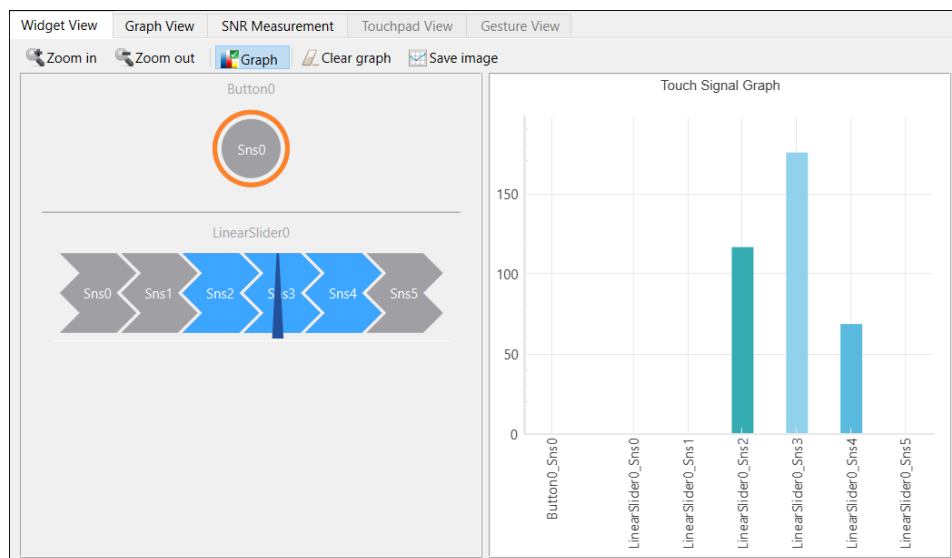 Widget View Graph View SNR Measurement Touchpad View Gesture View
Zoom in Zoom out Graph Clear graph Save image
Button0
Sns0
LinearSlider0
Sns0 Sns1 Sns2 Sns3 Sns4 Sns5
Touch Signal Graph
150
100
50
0
Button0_Sns0
LinearSlider0_Sns0
LinearSlider0_Sns1
LinearSlider0_Sns2
LinearSlider0_Sns3
LinearSlider0_Sns4
LinearSlider0_Sns5